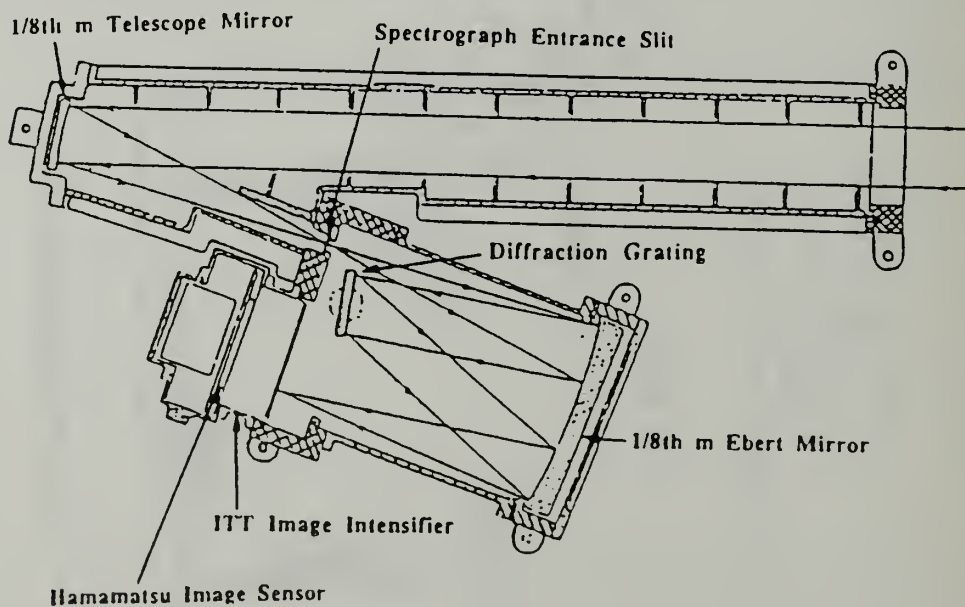 1/8th m Telescope Mirror
Spectrograph Entrance Slit
Diffraction Grating
1/8th m Ebert Mirror
ITT Image Intensifier
Hamamatsu Image Sensor